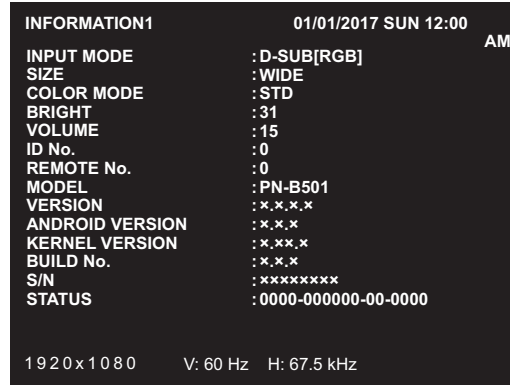 INFORMATION1 01/01/2017 SUN 12:00 AM
INPUT MODE :D-SUB[RGB]
SIZE :WIDE
COLOR MODE :STD
BRIGHT :31
VOLUME :15
ID No. :0
REMOTE No. :0
MODEL :PN-B501
VERSION :×.×.×.×
ANDROID VERSION :×.×.×
KERNEL VERSION :×.××.×
BUILD No. :×.×.×
S/N :××××××××
STATUS :0000-000000-00-0000
1920x1080 V: 60 Hz H: 67.5 kHz